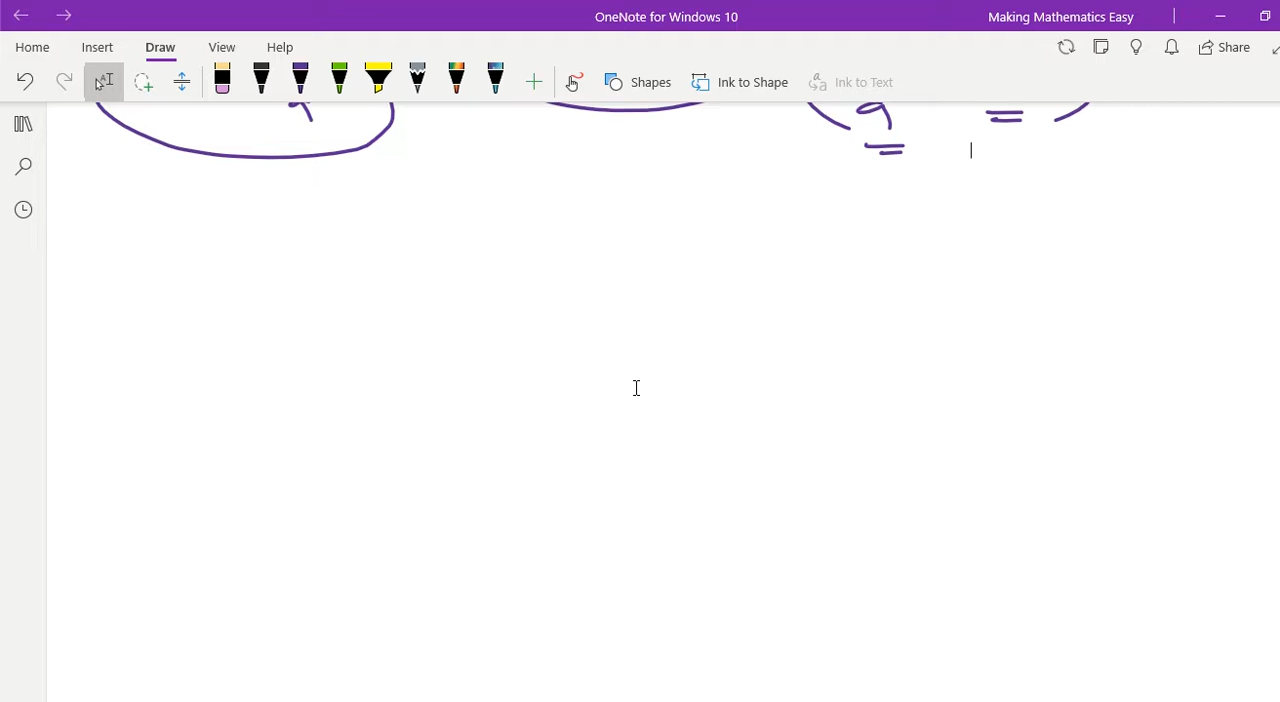 OneNote for Windows 10 Making Mathematics Easy
Home Insert Draw View Help Share
Shapes Ink to Shape Ink to Text
a
=
=